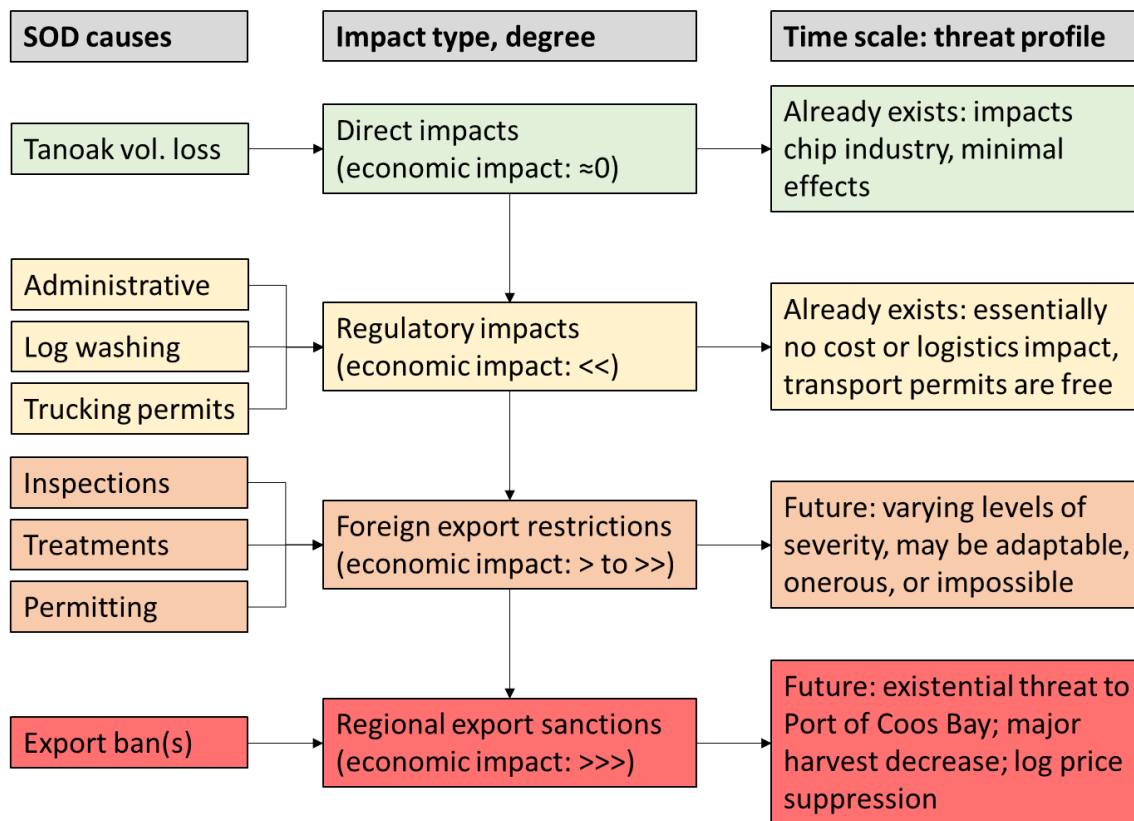 SOD causes
Impact type, degree
Time scale: threat profile
Tanoak vol. loss
Direct impacts
(economic impact: ≈0)
Already exists: impacts
chip industry, minimal
effects
Administrative
Log washing
Trucking permits
Regulatory impacts
(economic impact: <<)
Already exists: essentially
no cost or logistics impact,
transport permits are free
Inspections
Treatments
Permitting
Foreign export restrictions
(economic impact: > to >>)
Future: varying levels of
severity, may be adaptable,
onerous, or impossible
Export ban(s)
Regional export sanctions
(economic impact: >>>)
Future: existential threat to
Port of Coos Bay; major
harvest decrease; log price
suppression